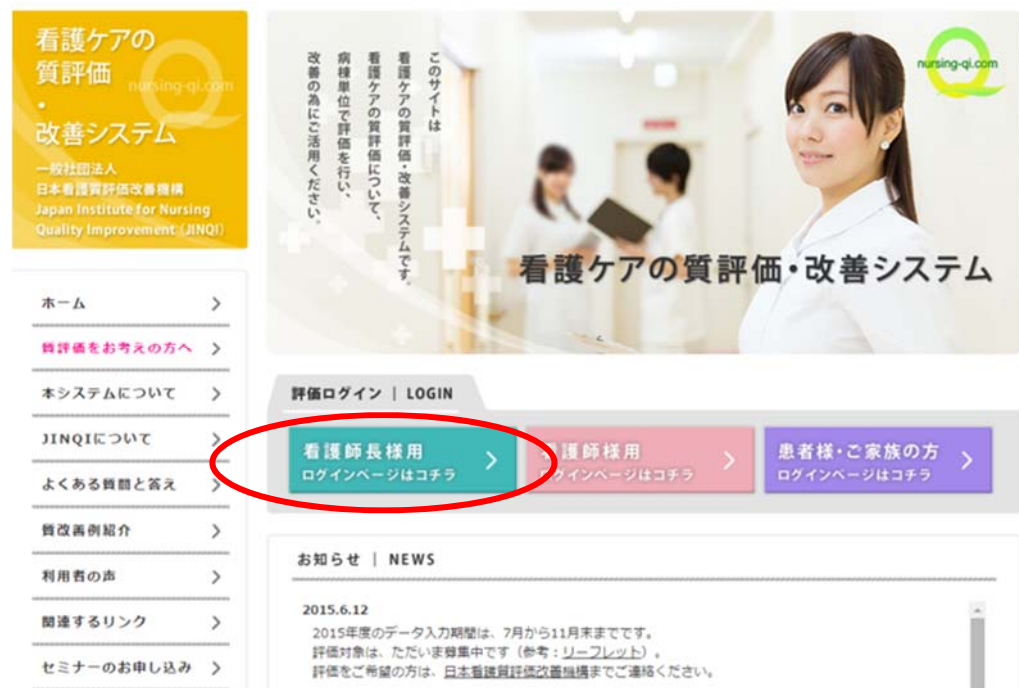 看護ケアの
質評価
・
改善システム
nursing-qi.com
一般社団法人
日本看護質評価改善機構
Japan Institute for Nursing
Quality Improvement (JINQI)
このサイトは
看護ケアの質評価・改善システムです。
看護ケアの質評価について、
病棟単位で評価を行い、
改善の為にご活用ください。
nursing-qi.com
看護ケアの質評価・改善システム
ホーム
質評価をお考えの方へ
本システムについて
JINQIについて
よくある質問と答え
質改善例紹介
利用者の声
関連するリンク
セミナーのお申し込み
評価ログイン | LOGIN
看護師長様用
ログインページはコチラ
看護師様用
ログインページはコチラ
患者様・ご家族の方
ログインページはコチラ
お知らせ | NEWS
2015.6.12
2015年度のデータ入力期間は、7月から11月末までです。
評価対象は、ただいま募集中です（参考：リーフレット）。
評価をご希望の方は、日本看護質評価改善機構までご連絡ください。